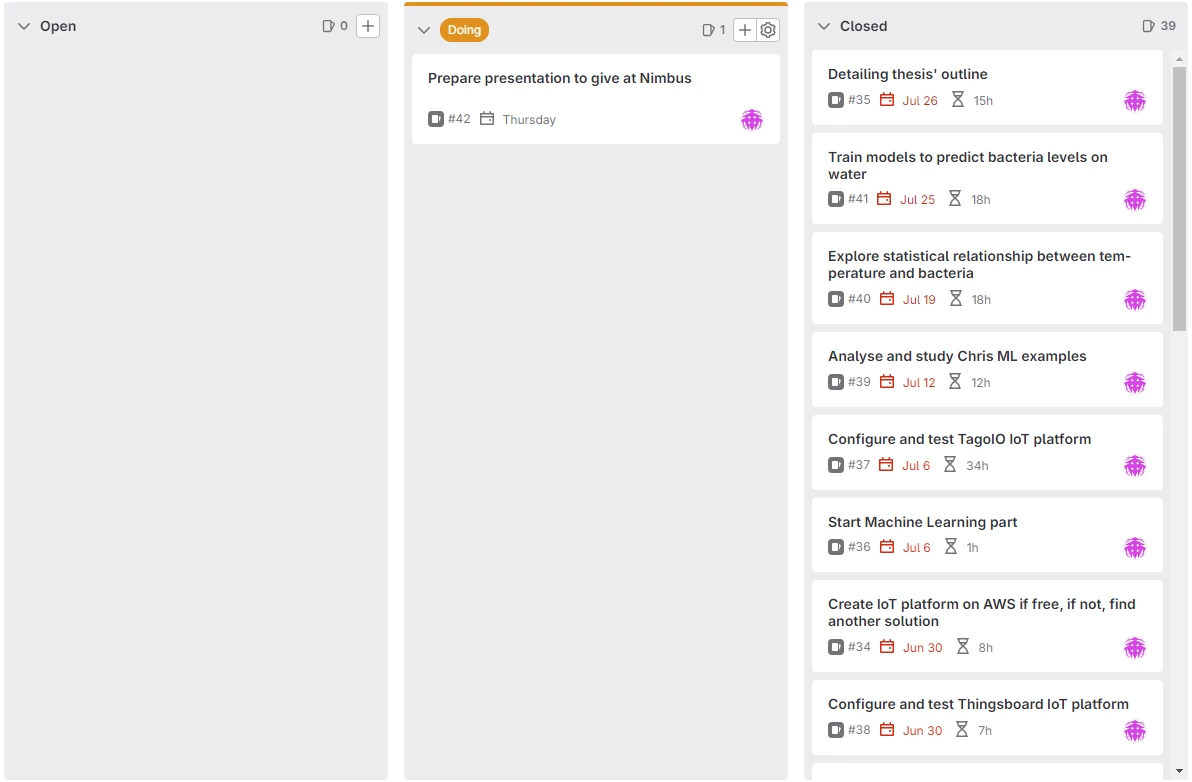 Open
0
Doing
1
Prepare presentation to give at Nimbus
#42 Thursday
Closed
39
Detailing thesis' outline
#35 Jul 26 15h
Train models to predict bacteria levels on
water
#41 Jul 25 18h
Explore statistical relationship between tem-
perature and bacteria
#40 Jul 19 18h
Analyse and study Chris ML examples
#39 Jul 12 12h
Configure and test TagoIO IoT platform
#37 Jul 6 34h
Start Machine Learning part
#36 Jul 6 1h
Create IoT platform on AWS if free, if not, find
another solution
#34 Jun 30 8h
Configure and test Thingsboard IoT platform
#38 Jun 30 7h